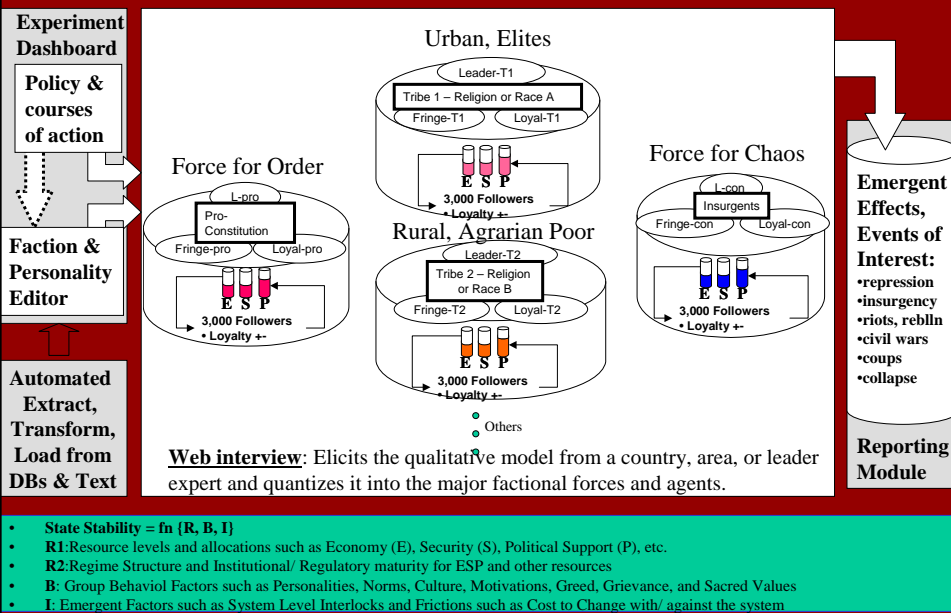 Experiment
Dashboard
Policy &
courses
of action
Faction &
Personality
Editor
Automated
Extract,
Transform,
Load from
DBs & Text
Urban, Elites
Leader-T1
Tribe 1 – Religion or Race A
Fringe-T1
Loyal-T1
E S P
3,000 Followers
• Loyalty +-
Force for Order
L-pro
Pro-
Constitution
Fringe-pro
Loyal-pro
E S P
3,000 Followers
• Loyalty +-
Rural, Agrarian Poor
Leader-T2
Tribe 2 – Religion
or Race B
Fringe-T2
Loyal-T2
E S P
3,000 Followers
• Loyalty +-
Others
Force for Chaos
L-con
Insurgents
Fringe-con
Loyal-con
E S P
3,000 Followers
• Loyalty +-
Web interview: Elicits the qualitative model from a country, area, or leader
expert and quantizes it into the major factional forces and agents.
Emergent
Effects,
Events of
Interest:
•repression
•insurgency
•riots, reblln
•civil wars
•coups
•collapse
Reporting
Module
• State Stability = fn {R, B, I}
• R1:Resource levels and allocations such as Economy (E), Security (S), Political Support (P), etc.
• R2:Regime Structure and Institutional/ Regulatory maturity for ESP and other resources
• B: Group Behaviol Factors such as Personalities, Norms, Culture, Motivations, Greed, Grievance, and Sacred Values
• I: Emergent Factors such as System Level Interlocks and Frictions such as Cost to Change with/ against the system